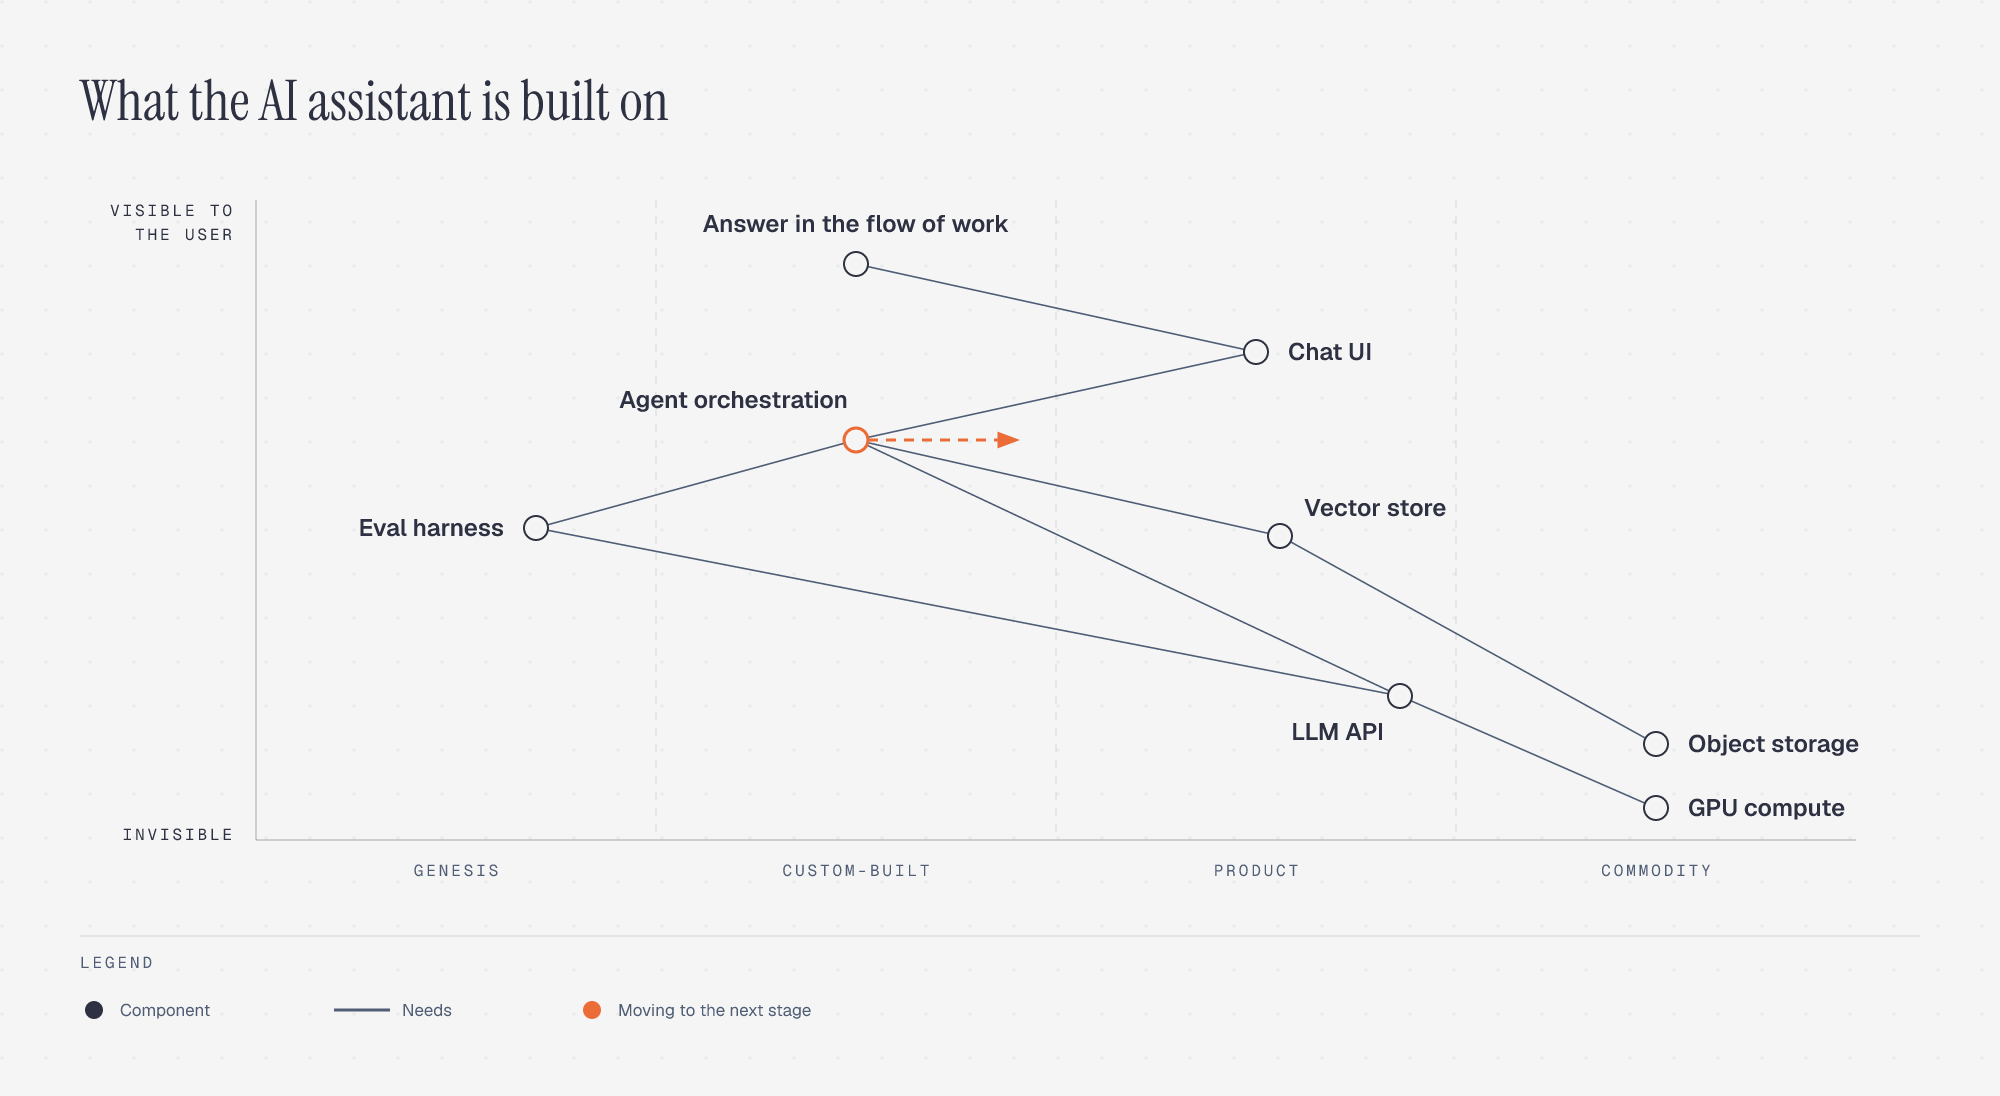 What the AI assistant is built on
VISIBLE TO
THE USER
Answer in the flow of work
Chat UI
Agent orchestration
Vector store
Eval harness
LLM API
Object storage
GPU compute
INVISIBLE
GENESIS
CUSTOM-BUILT
PRODUCT
COMMODITY
LEGEND
Component
Needs
Moving to the next stage